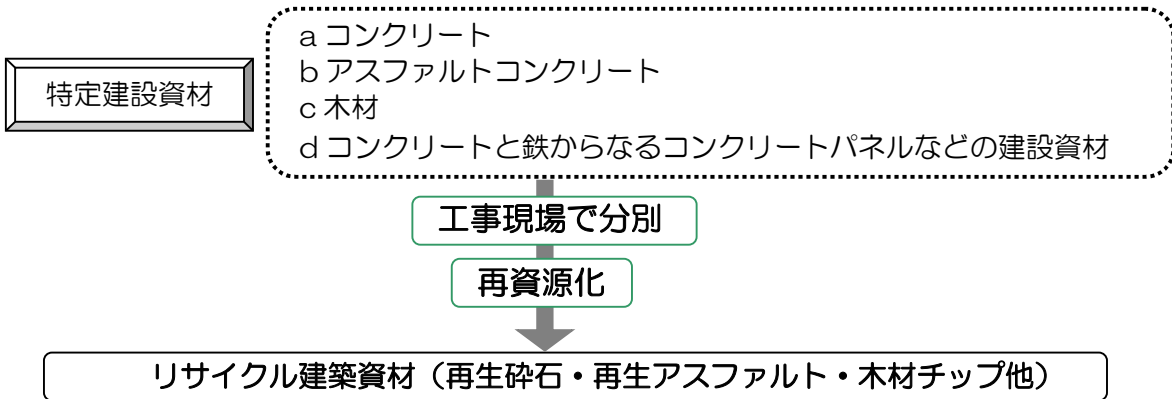 特定建設資材
a コンクリート
b アスファルトコンクリート
c 木材
d コンクリートと鉄からなるコンクリートパネルなどの建設資材
工事現場で分別
再資源化
リサイクル建築資材（再生砕石・再生アスファルト・木材チップ他）